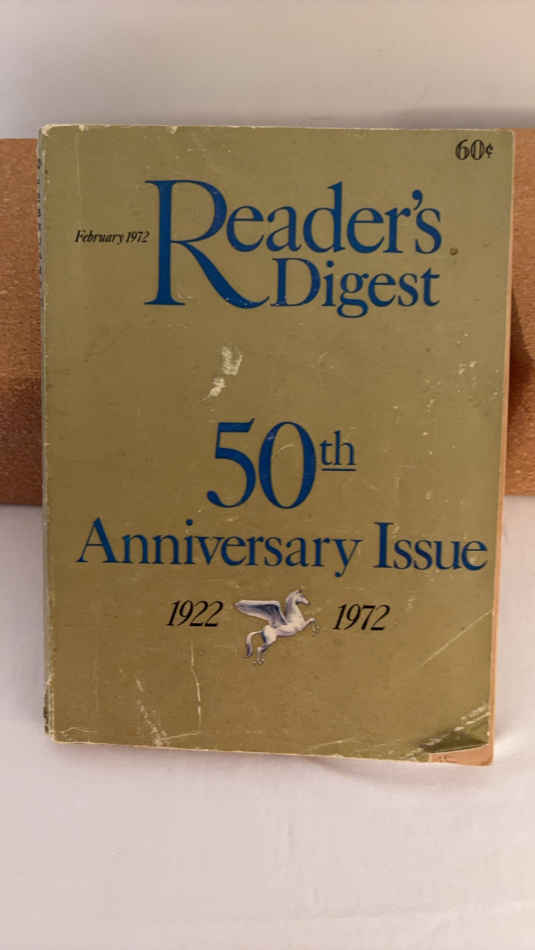 60¢
February 1972
Reader's
Digest
50th
Anniversary Issue
1922 1972